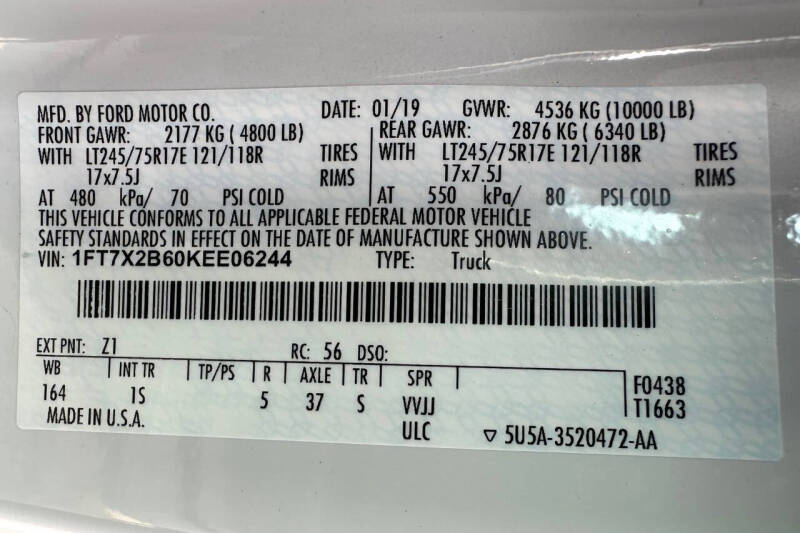 MFD. BY FORD MOTOR CO. DATE: 01/19 GVWR: 4536 KG (10000 LB)
FRONT GAWR: 2177 KG ( 4800 LB) REAR GAWR: 2876 KG ( 6340 LB)
WITH LT245/75R17E 121/118R TIRES WITH LT245/75R17E 121/118R TIRES
17x7.5J RIMS 17x7.5J RIMS
AT 480 kPa/ 70 PSI COLD AT 550 kPa/ 80 PSI COLD
THIS VEHICLE CONFORMS TO ALL APPLICABLE FEDERAL MOTOR VEHICLE
SAFETY STANDARDS IN EFFECT ON THE DATE OF MANUFACTURE SHOWN ABOVE.
VIN: 1FT7X2B60KEE06244 TYPE: Truck
EXT PNT: Z1 RC: 56 DSO:
WB INT TR TP/PS R AXLE TR SPR F0438
164 1S 5 37 S VVJJ T1663
MADE IN U.S.A. ULC ▽ 5U5A-3520472-AA